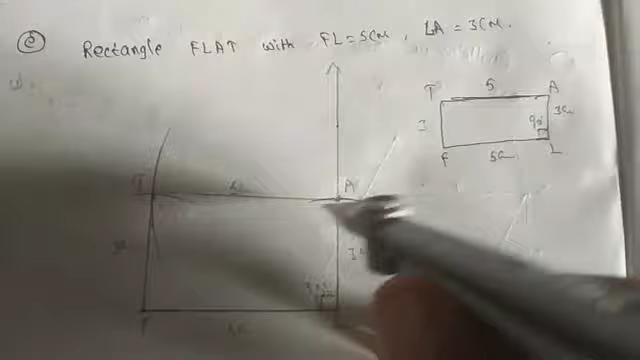 (e) Rectangle FLAT with FL = 5CM, LA = 3CM.
T 5 A
3 3Cm
90°
F 5Cm L
T A
F